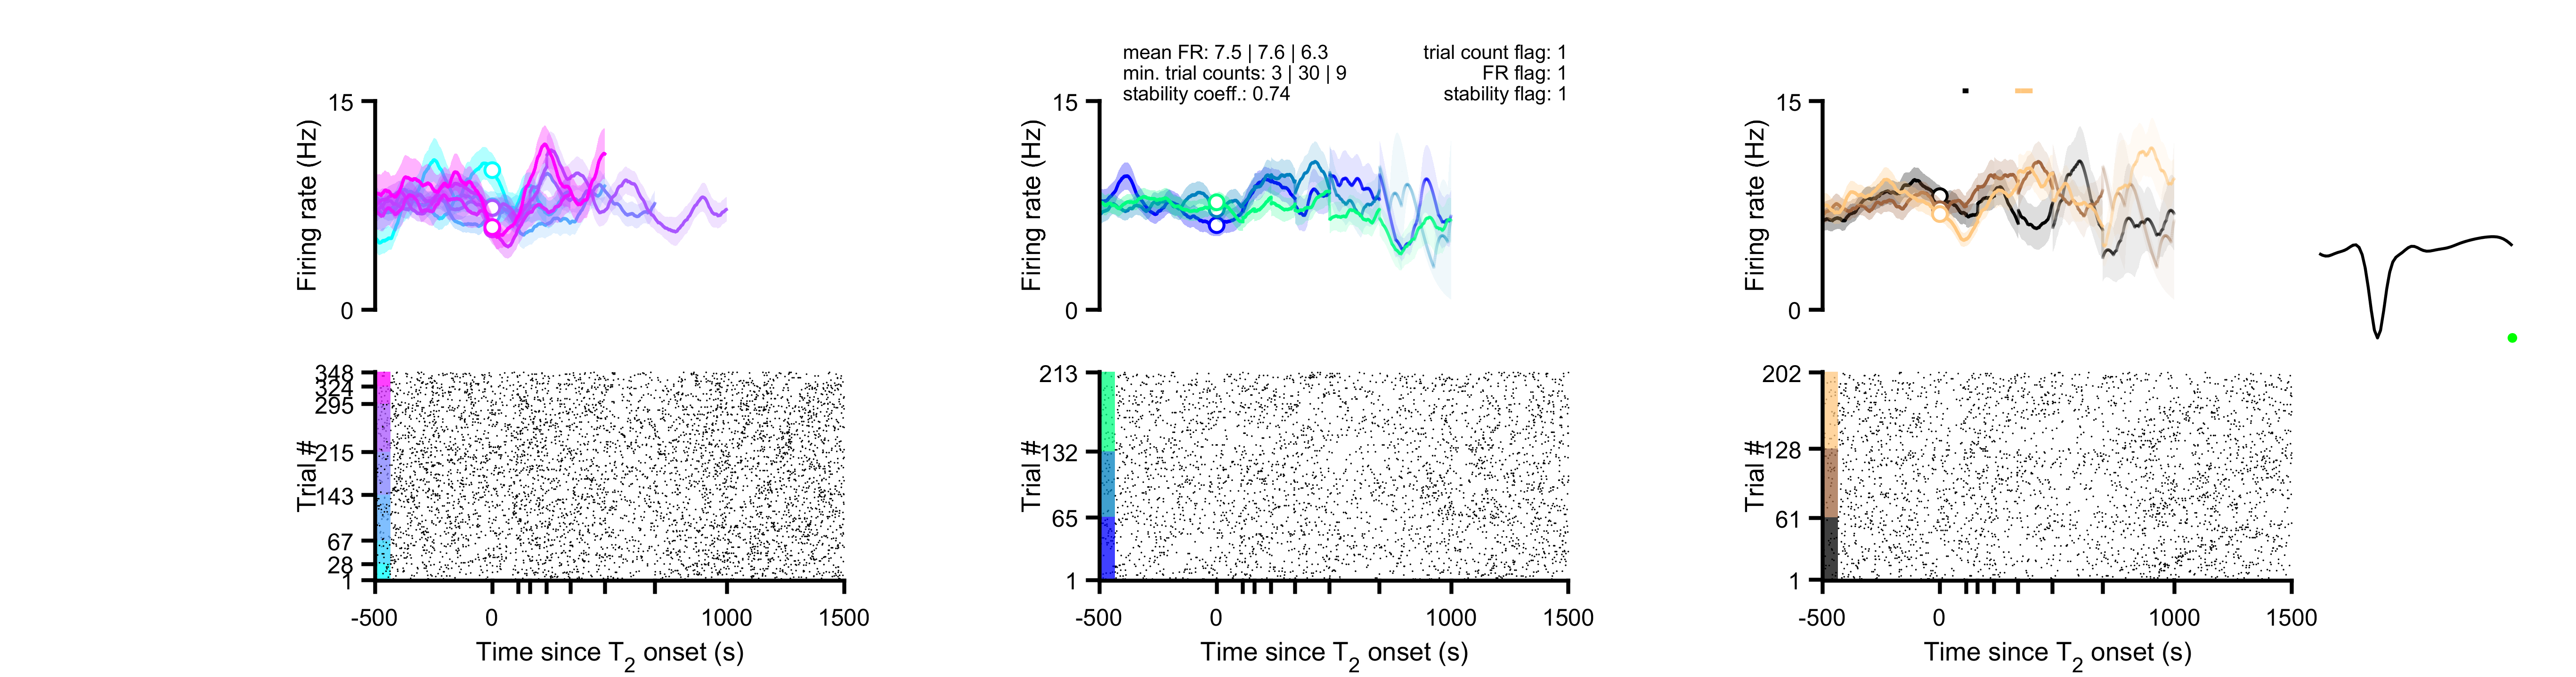 mean FR: 7.5 | 7.6 | 6.3
min. trial counts: 3 | 30 | 9
stability coeff.: 0.74
trial count flag: 1
FR flag: 1
stability flag: 1
15
Firing rate (Hz)
0
348
324
295
215
143
67
28
1
Trial #
-500 0 1000 1500
Time since T2 onset (s)
15
Firing rate (Hz)
0
213
132
65
1
Trial #
-500 0 1000 1500
Time since T2 onset (s)
15
Firing rate (Hz)
0
202
128
61
1
Trial #
-500 0 1000 1500
Time since T2 onset (s)